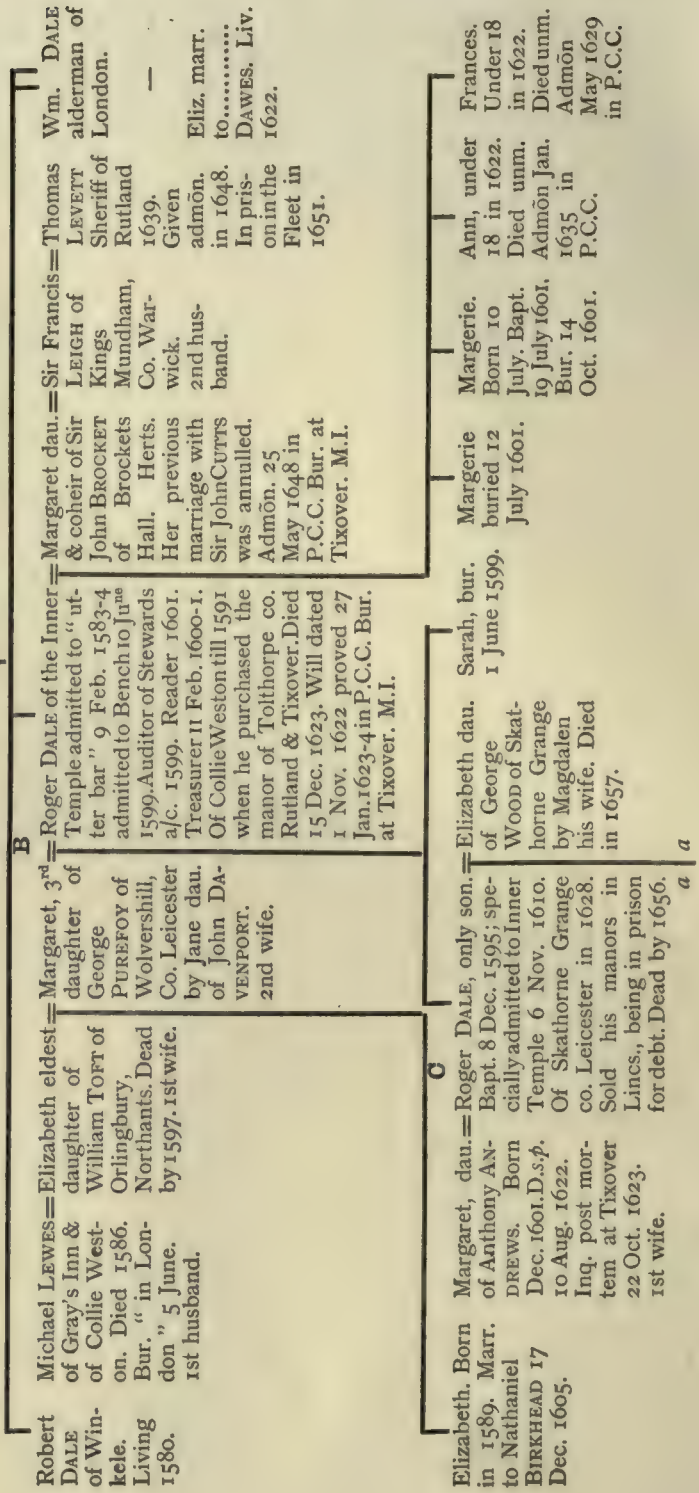 B
Robert
DALE
of Win-
kele.
Living
1580.
Michael LEWES=
of Gray's Inn &
of Collie West-
on. Died 1586.
Bur. "in Lon-
don" 5 June.
1st husband.
Elizabeth eldest=
daughter of
William TOFT of
Orlingbury,
Northants. Dead
by 1597. 1st wife.
Margaret, 3rd=
daughter of
George
PUREFOY of
Wolvershill,
Co. Leicester
by Jane dau.
of John DA-
VENPORT.
2nd wife.
Roger DALE of the Inner=
Temple admitted to "ut-
ter bar" 9 Feb. 1583-4
admitted to Bench 10 June
1599. Auditor of Stewards
a/c. 1599. Reader 1601.
Treasurer 11 Feb. 1600-1.
Of Collie Weston till 1591
when he purchased the
manor of Tolthorpe co.
Rutland & Tixover. Died
15 Dec. 1623. Will dated
1 Nov. 1622 proved 27
Jan. 1623-4 in P.C.C. Bur.
at Tixover. M.I.
Margaret dau.=
& coheir of Sir
John BROCKET
of Brockets
Hall. Herts.
Her previous
marriage with
Sir John CUTTS
was annulled.
Admõn. 25
May 1648 in
P.C.C. Bur. at
Tixover. M.I.
Sir Francis=
LEIGH of
Kings
Mundham,
Co. War-
wick.
2nd hus-
band.
Thomas
LEVETT
Sheriff of
Rutland
1639.
Given
admõn.
in 1648.
In pris-
on in the
Fleet in
1651.
Wm. DALE
alderman of
London.
—
Eliz. marr.
to............
DAWES. Liv.
1622.
C
Elizabeth. Born
in 1589. Marr.
to Nathaniel
BIRKHEAD 17
Dec. 1605.
Margaret, dau.=
of Anthony AN-
DREWS. Born
Dec. 1601. D.s.p.
10 Aug. 1622.
Inq. post mor-
tem at Tixover
22 Oct. 1623.
1st wife.
Roger DALE, only son.=
Bapt. 8 Dec. 1595; spe-
cially admitted to Inner
Temple 6 Nov. 1610.
Of Skathorne Grange
co. Leicester in 1628.
Sold his manors in
Lincs., being in prison
for debt. Dead by 1656.
Elizabeth dau.
of George
WOOD of Skat-
horne Grange
by Magdalen
his wife. Died
in 1657.
Sarah, bur.
1 June 1599.
Margerie
buried 12
July 1601.
Margerie.
Born 10
July. Bapt.
19 July 1601.
Bur. 14
Oct. 1601.
Ann, under
18 in 1622.
Died unm.
Admõn Jan.
1635 in
P.C.C.
Frances.
Under 18
in 1622.
Died unm.
Admõn
May 1629
in P.C.C.
a a